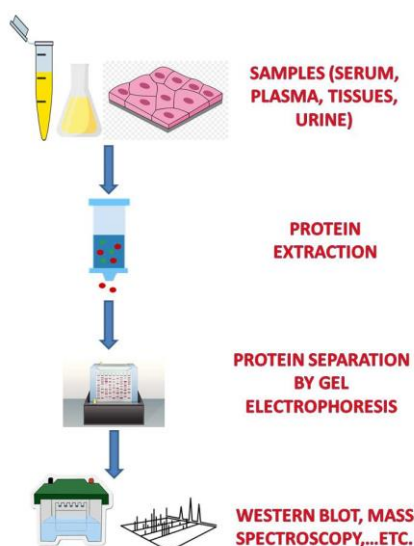 SAMPLES (SERUM,
PLASMA, TISSUES,
URINE)
PROTEIN
EXTRACTION
PROTEIN SEPARATION
BY GEL
ELECTROPHORESIS
WESTERN BLOT, MASS
SPECTROSCOPY,...ETC.